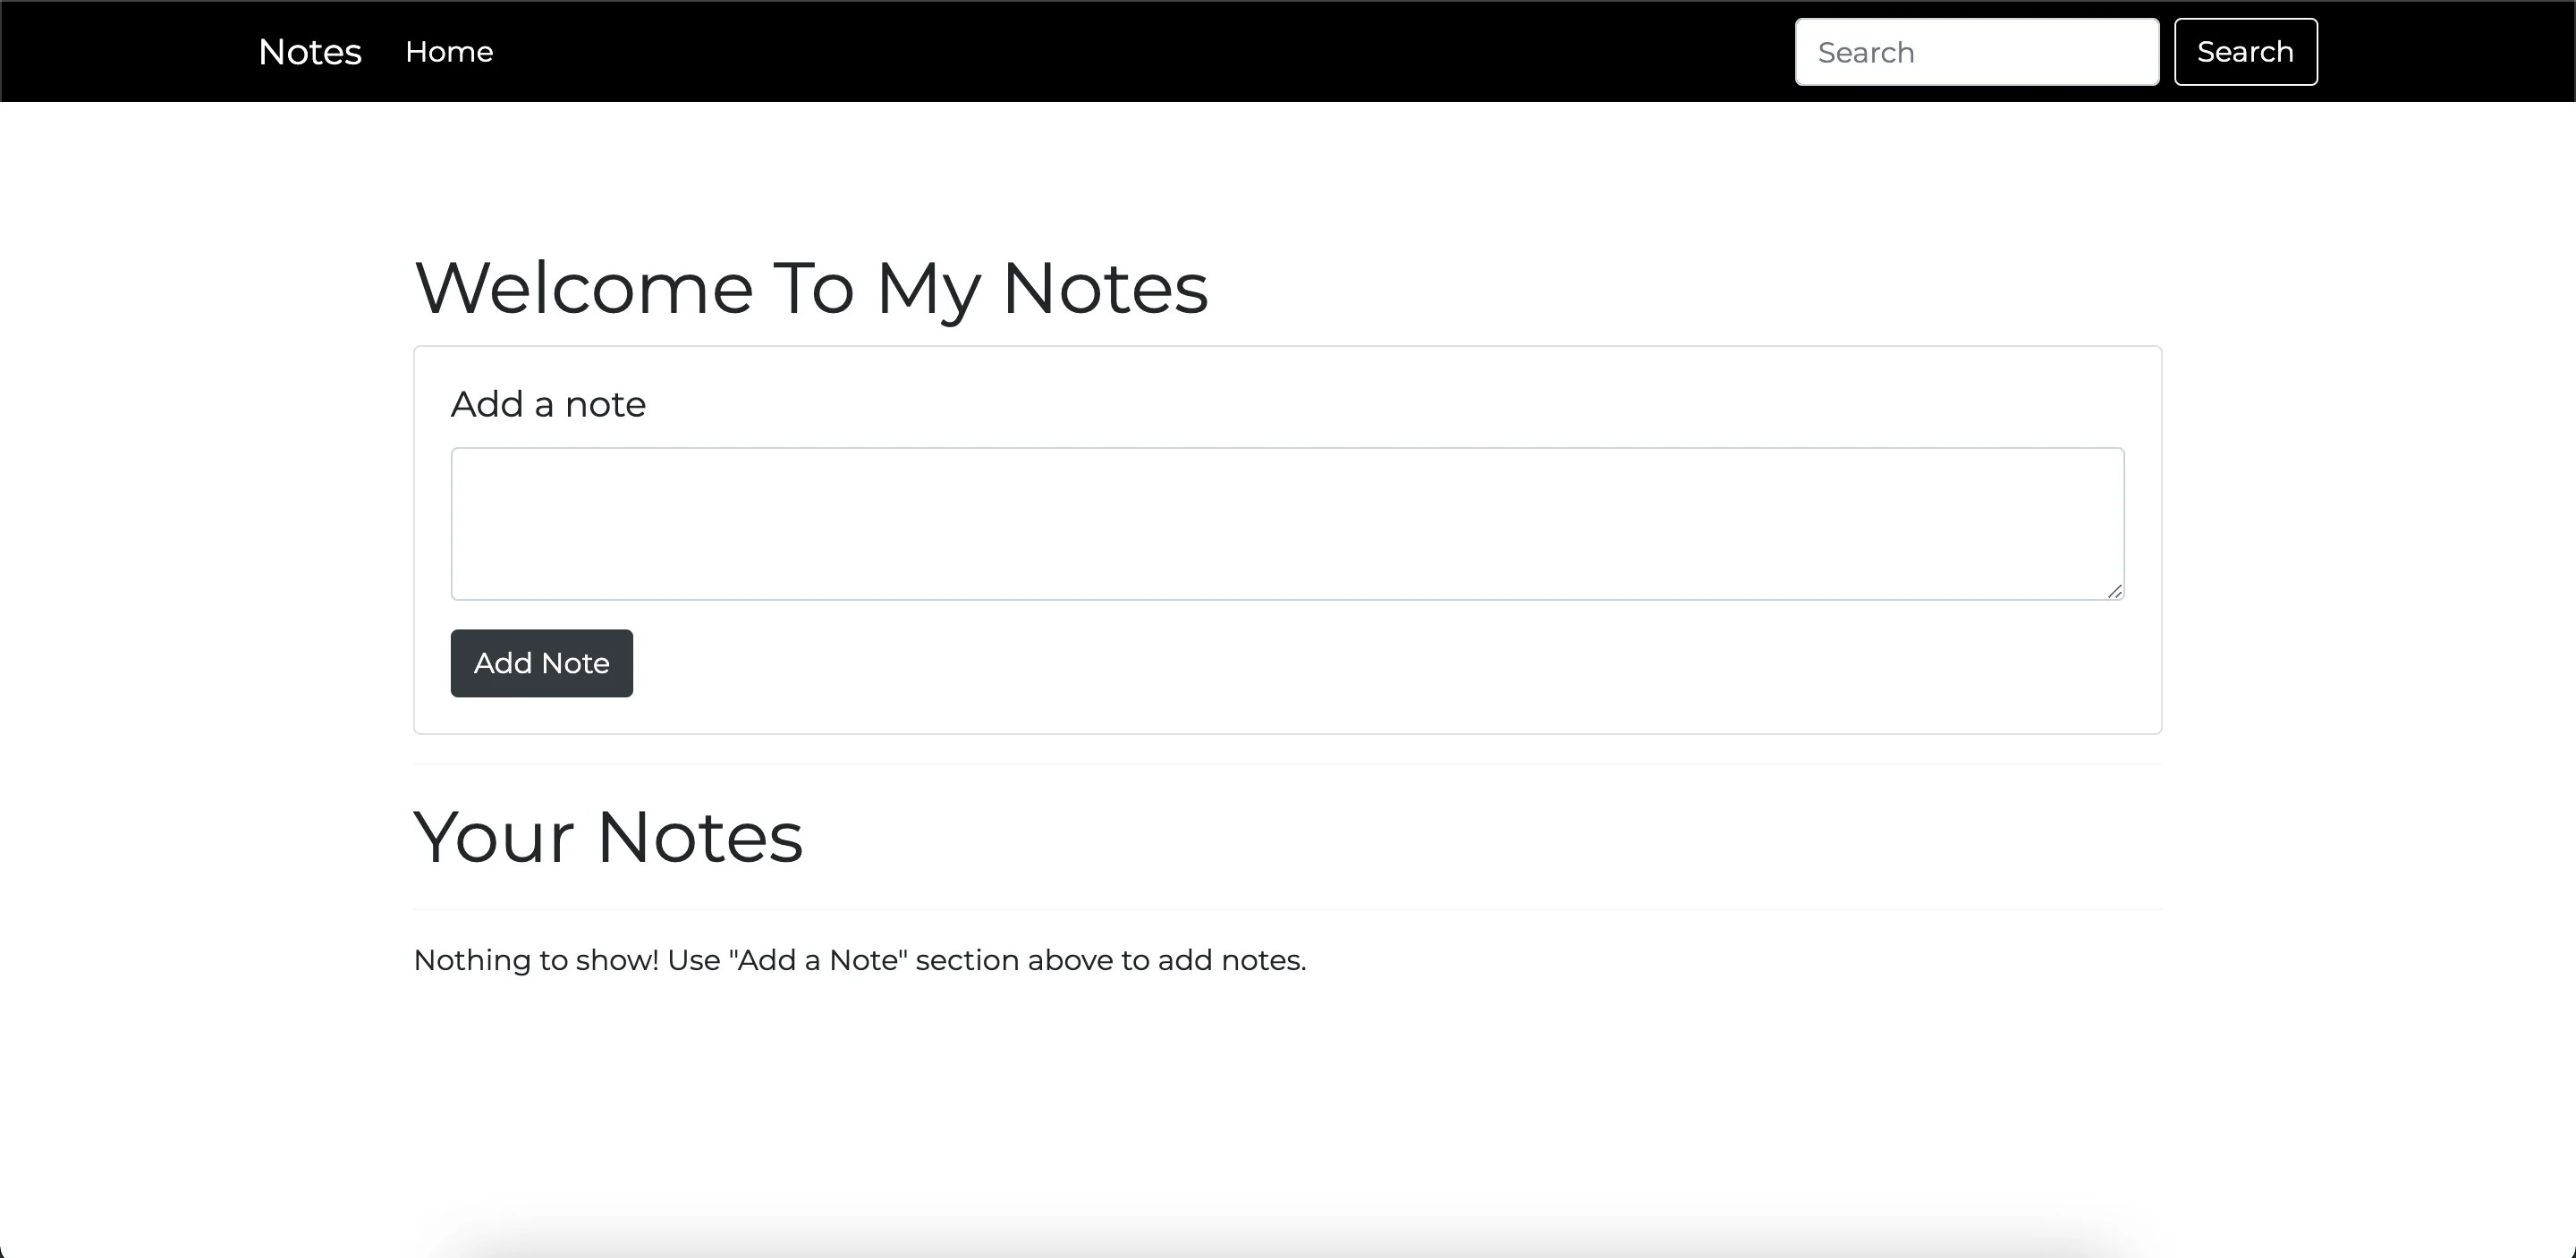 Notes Home Search Search
Welcome To My Notes
Add a note
Add Note
Your Notes
Nothing to show! Use "Add a Note" section above to add notes.